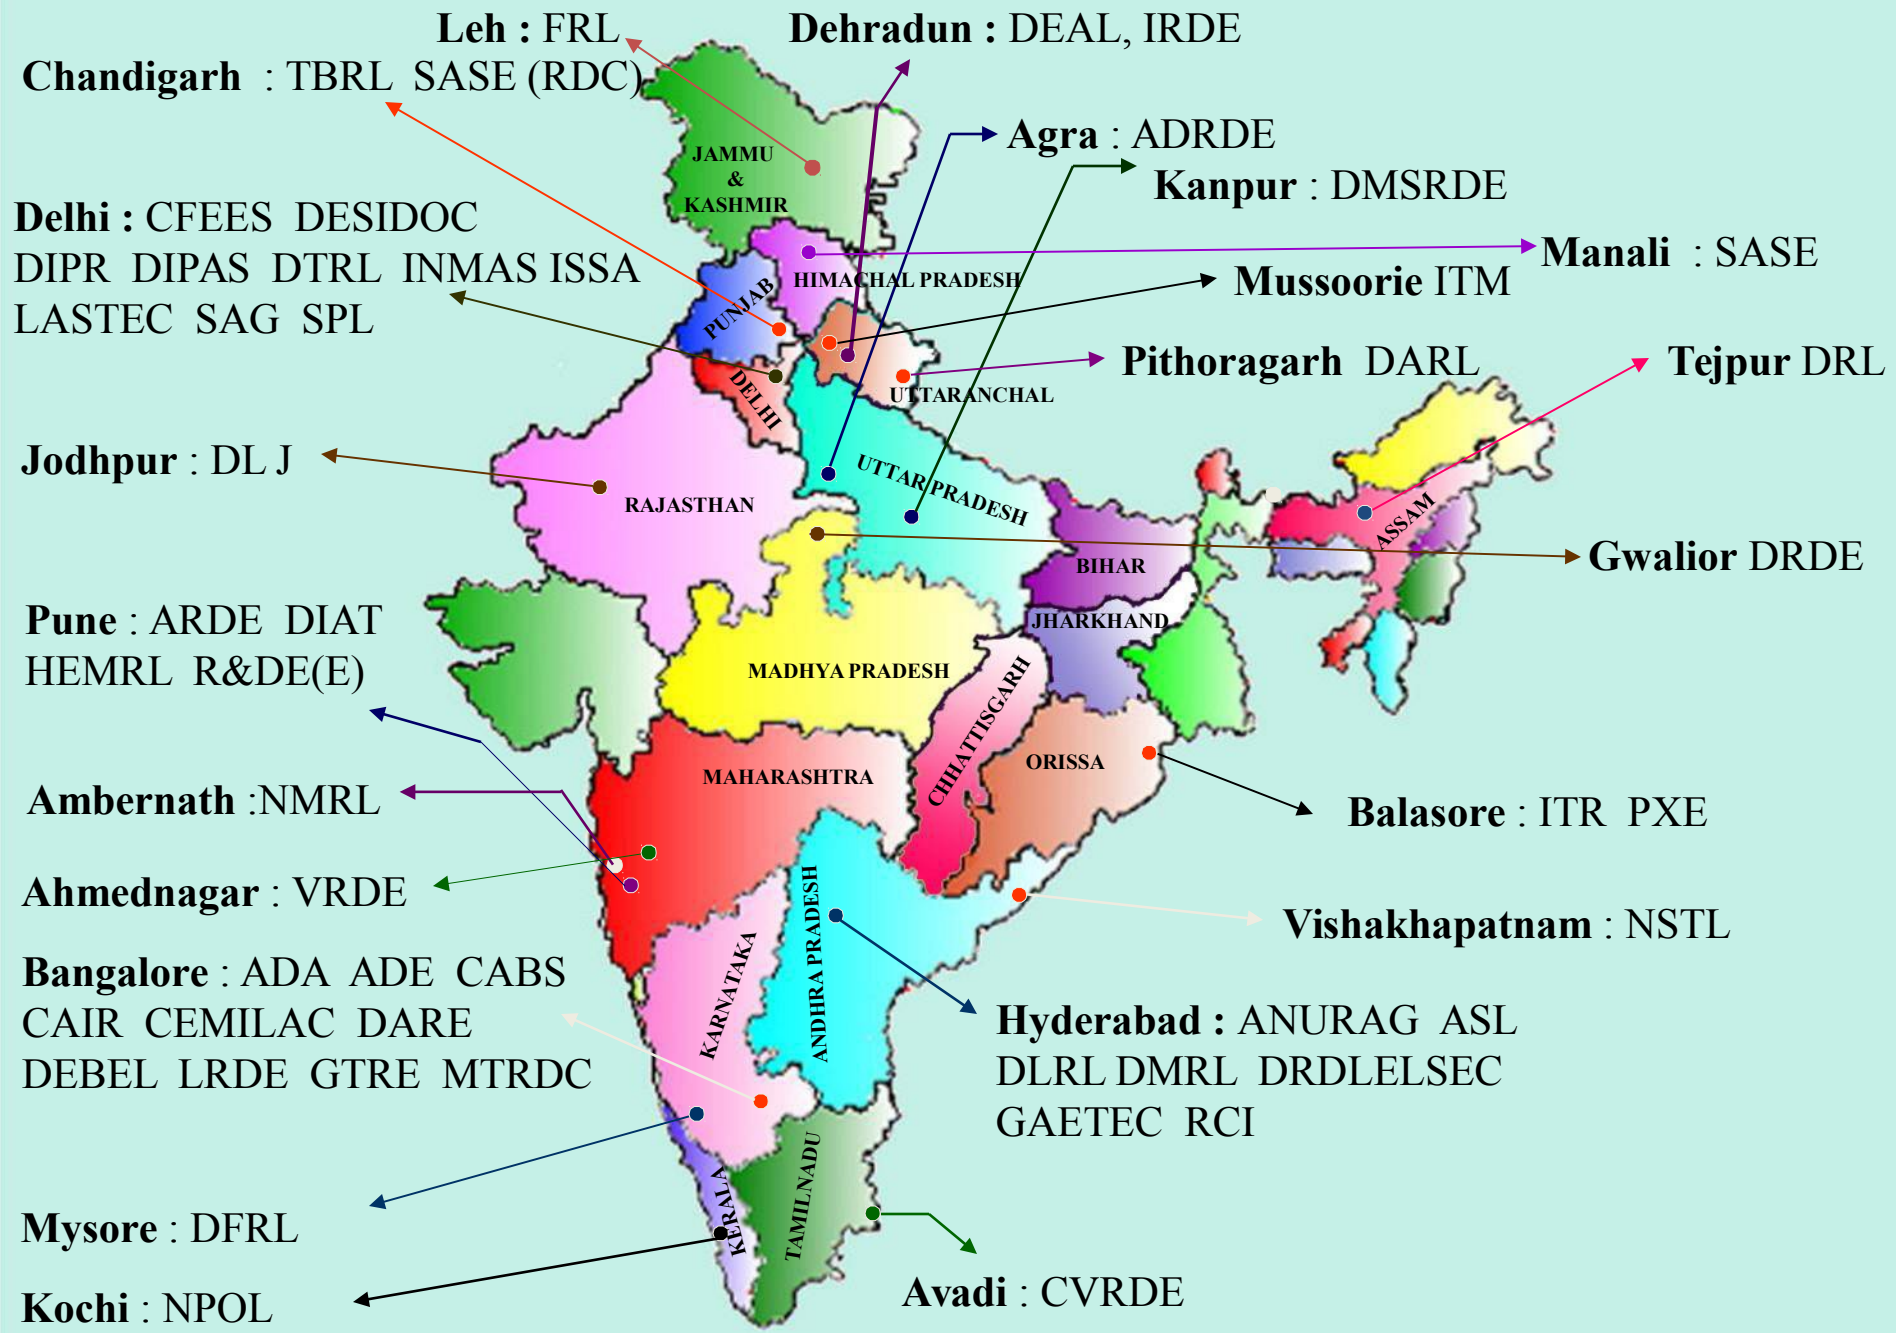 Leh : FRL
Dehradun : DEAL, IRDE
Chandigarh : TBRL SASE (RDC)
Agra : ADRDE
Kanpur : DMSRDE
JAMMU
&
KASHMIR
Delhi : CFEES DESIDOC
DIPR DIPAS DTRL INMAS ISSA
LASTEC SAG SPL
Manali : SASE
HIMACHAL PRADESH
Mussoorie ITM
PUNJAB
Pithoragarh DARL
Tejpur DRL
DELHI
UTTARANCHAL
Jodhpur : DL J
RAJASTHAN
UTTAR PRADESH
ASSAM
BIHAR
Gwalior DRDE
Pune : ARDE DIAT
HEMRL R&DE(E)
JHARKHAND
MADHYA PRADESH
CHHATTISGARH
ORISSA
MAHARASHTRA
Ambernath :NMRL
Balasore : ITR PXE
Ahmednagar : VRDE
ANDHRA PRADESH
Vishakhapatnam : NSTL
Bangalore : ADA ADE CABS
CAIR CEMILAC DARE
DEBEL LRDE GTRE MTRDC
KARNATAKA
Hyderabad : ANURAG ASL
DLRL DMRL DRDLELSEC
GAETEC RCI
Mysore : DFRL
KERALA
TAMILNADU
Kochi : NPOL
Avadi : CVRDE